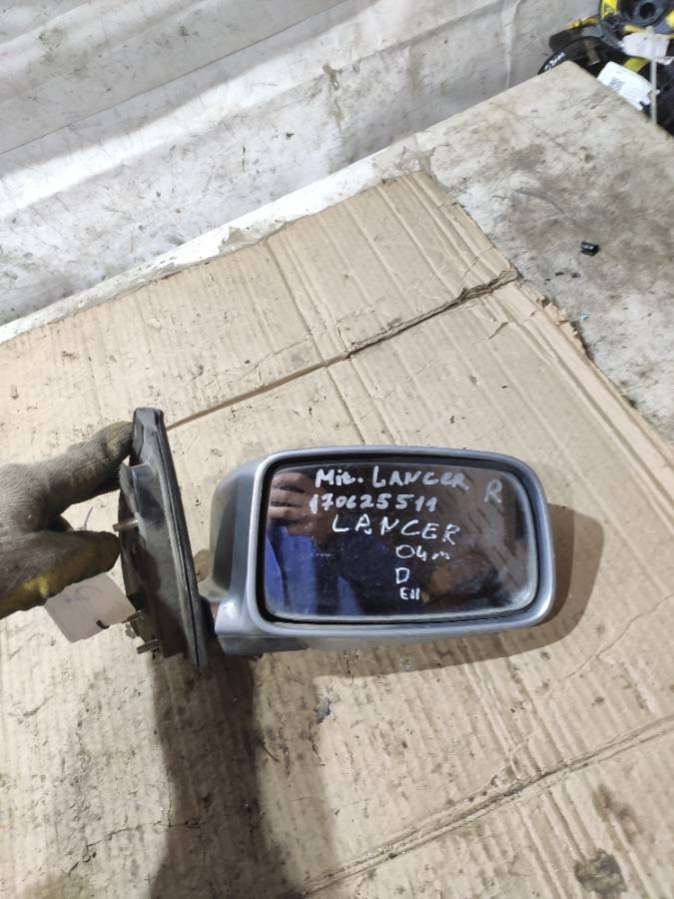 Mit. LANCER R
170625511
LANCER
04m
D
E11